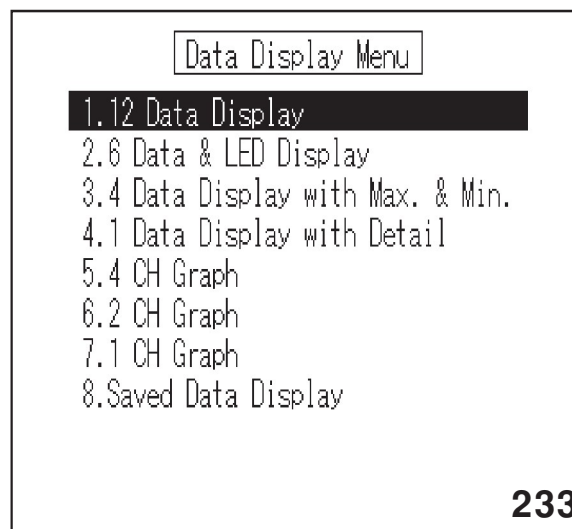 Data Display Menu
1.12 Data Display
2.6 Data & LED Display
3.4 Data Display with Max. & Min.
4.1 Data Display with Detail
5.4 CH Graph
6.2 CH Graph
7.1 CH Graph
8.Saved Data Display
233